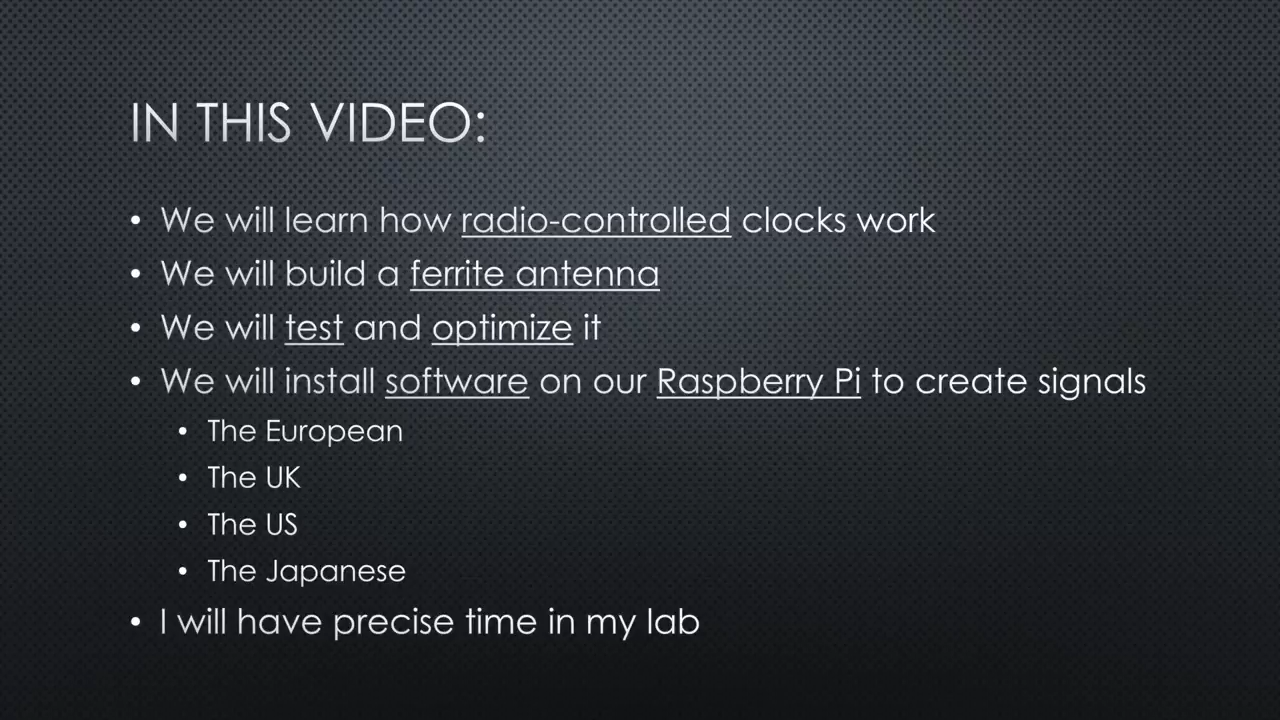 IN THIS VIDEO:
• We will learn how radio-controlled clocks work
• We will build a ferrite antenna
• We will test and optimize it
• We will install software on our Raspberry Pi to create signals
• The European
• The UK
• The US
• The Japanese
• I will have precise time in my lab